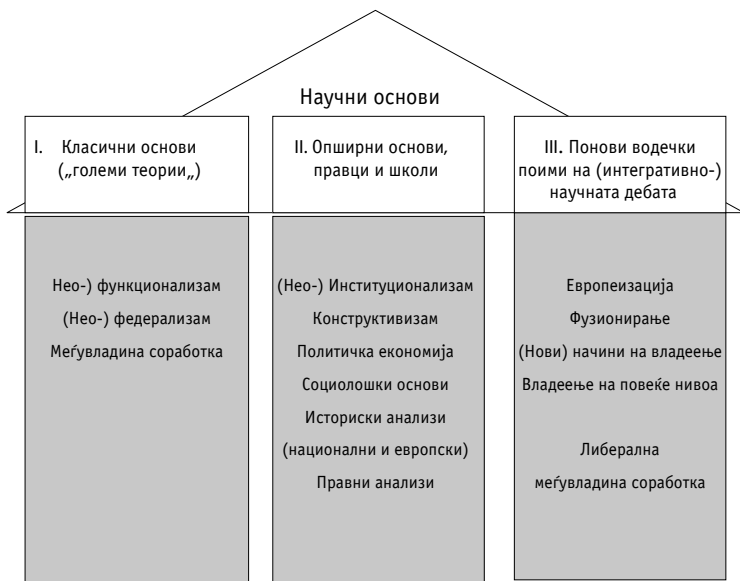 Научни основи
I. Класични основи
(„големи теории„)
Нео-) функционализам
(Нео-) федерализам
Меѓувладина соработка
II. Опширни основи,
правци и школи
(Нео-) Институционализам
Конструктивизам
Политичка економија
Социолошки основи
Историски анализи
(национални и европски)
Правни анализи
III. Понови водечки
поими на (интегративно-)
научната дебата
Европеизација
Фузионирање
(Нови) начини на владеење
Владеење на повеќе нивоа
Либерална
меѓувладина соработка